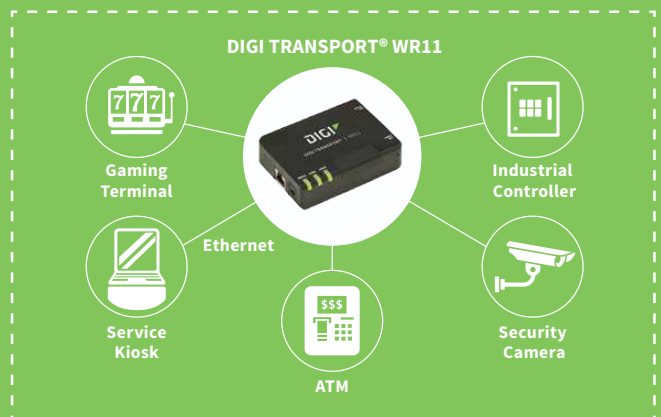 DIGI TRANSPORT® WR11
777
DIGI
Gaming
Terminal
Industrial
Controller
Ethernet
$$$
Service
Kiosk
Security
Camera
ATM